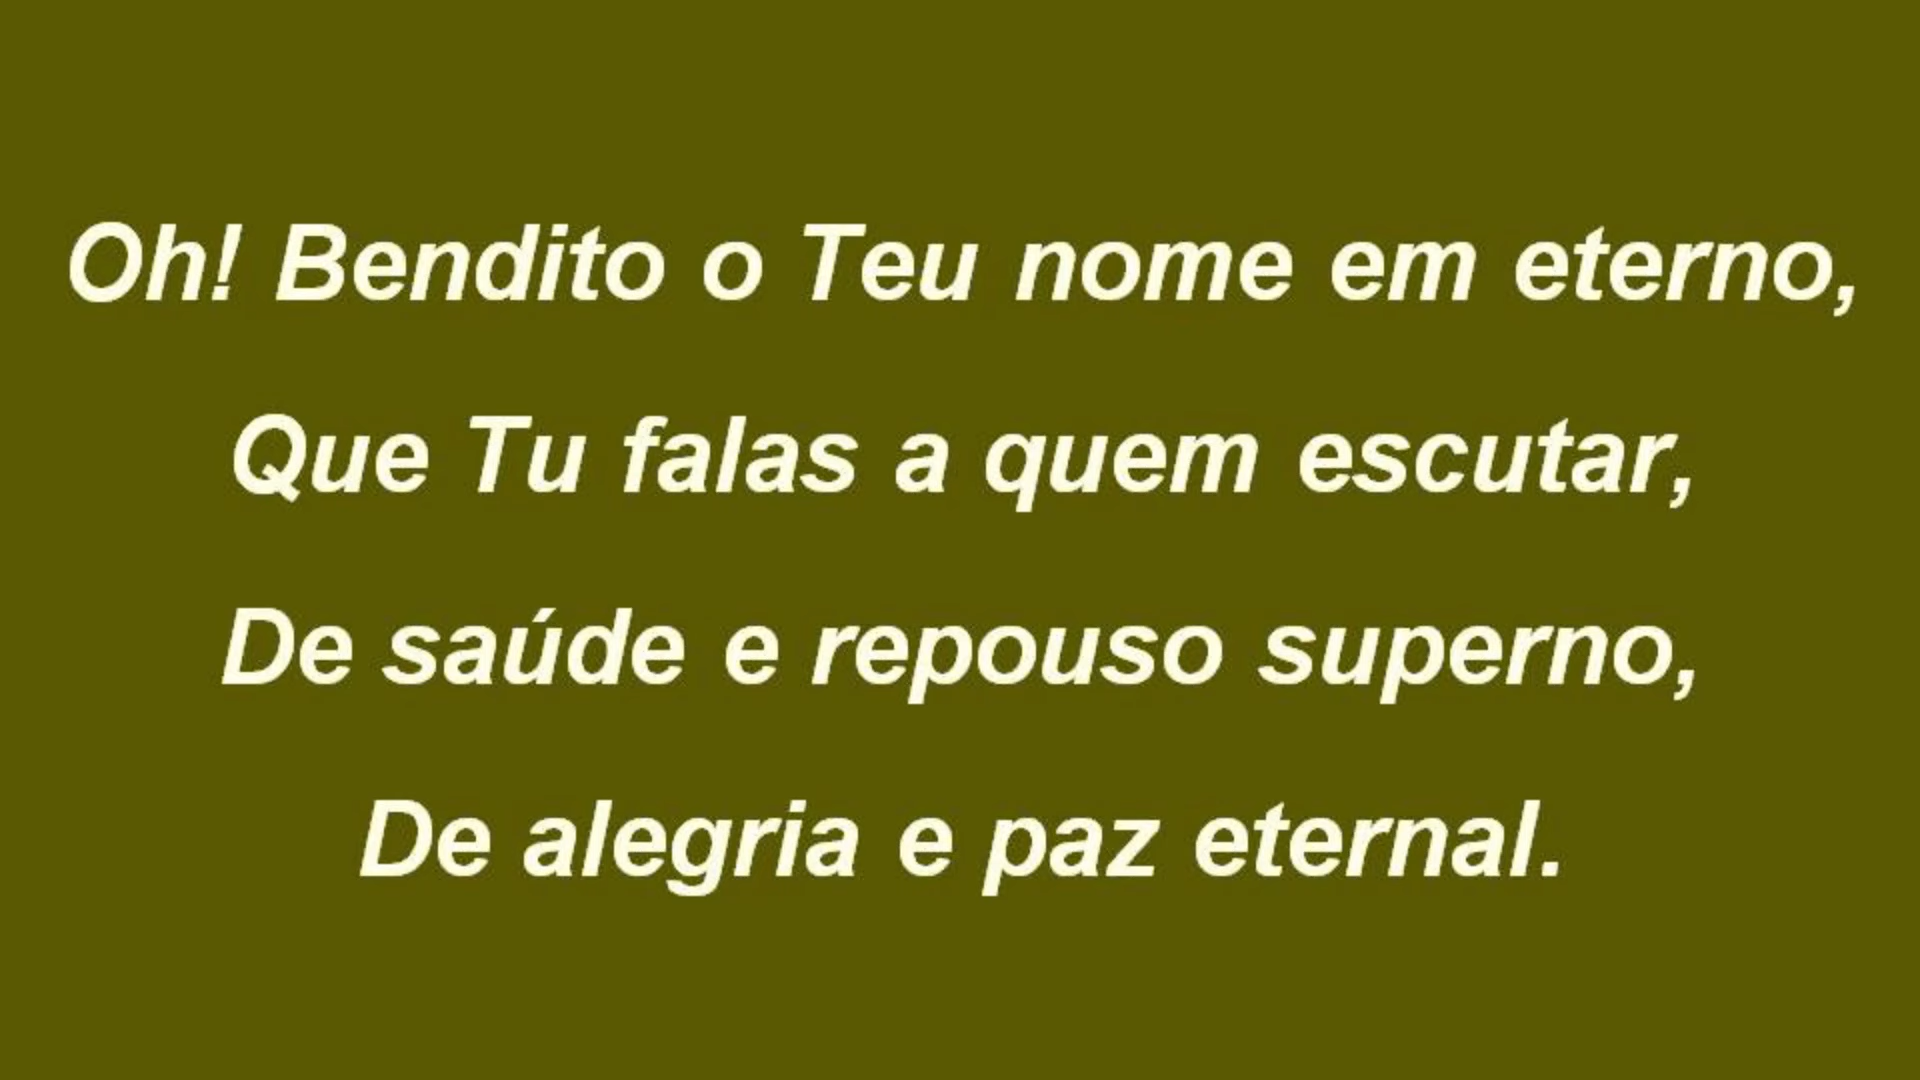 Oh! Bendito o Teu nome em eterno,
Que Tu falas a quem escutar,
De saúde e repouso superno,
De alegria e paz eternal.